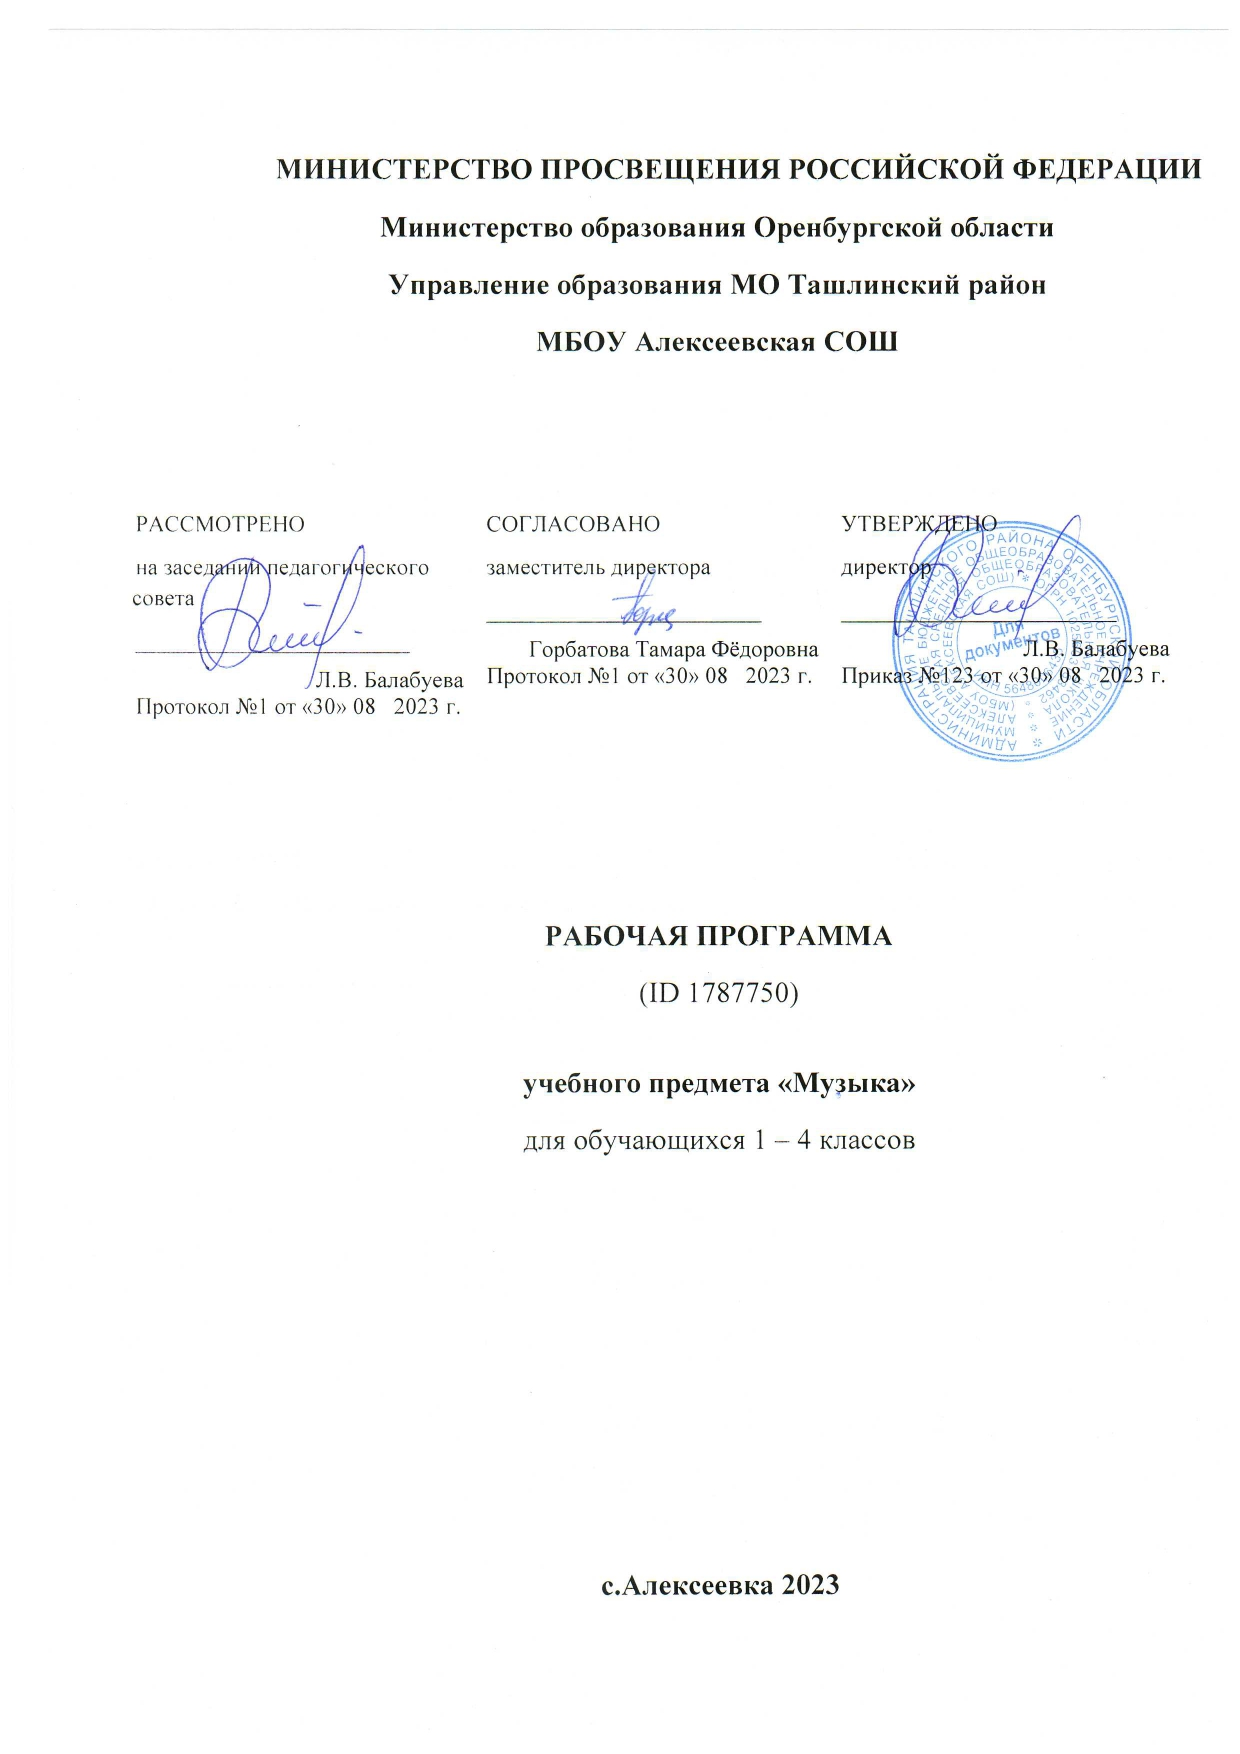 МИНИСТЕРСТВО ПРОСВЕЩЕНИЯ РОССИЙСКОЙ ФЕДЕРАЦИИ
Министерство образования Оренбургской области
Управление образования МО Ташлинский район
МБОУ Алексеевская СОШ
РАССМОТРЕНО
на заседании педагогического
совета
Л.В. Балабуева
Протокол №1 от «30» 08 2023 г.
СОГЛАСОВАНО
заместитель директора
Горбатова Тамара Фёдоровна
Протокол №1 от «30» 08 2023 г.
УТВЕРЖДЕНО
директор
Л.В. Балабуева
Приказ №123 от «30» 08 2023 г.
Для
документов
РАБОЧАЯ ПРОГРАММА
(ID 1787750)
учебного предмета «Музыка»
для обучающихся 1 – 4 классов
с.Алексеевка 2023